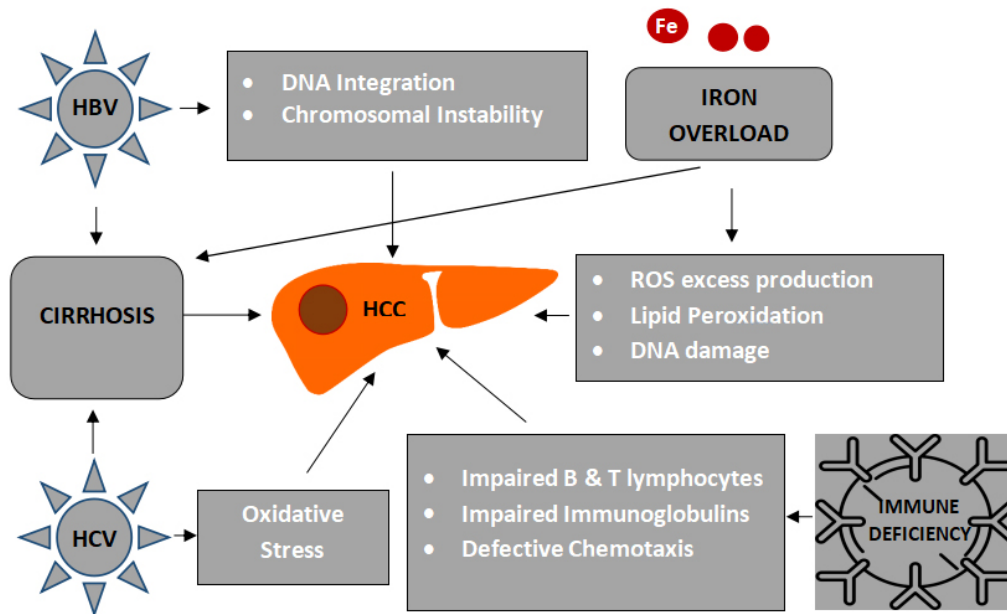 Fe
HBV
• DNA Integration
• Chromosomal Instability
IRON
OVERLOAD
CIRRHOSIS
HCC
• ROS excess production
• Lipid Peroxidation
• DNA damage
HCV
Oxidative
Stress
• Impaired B & T lymphocytes
• Impaired Immunoglobulins
• Defective Chemotaxis
IMMUNE
DEFICIENCY